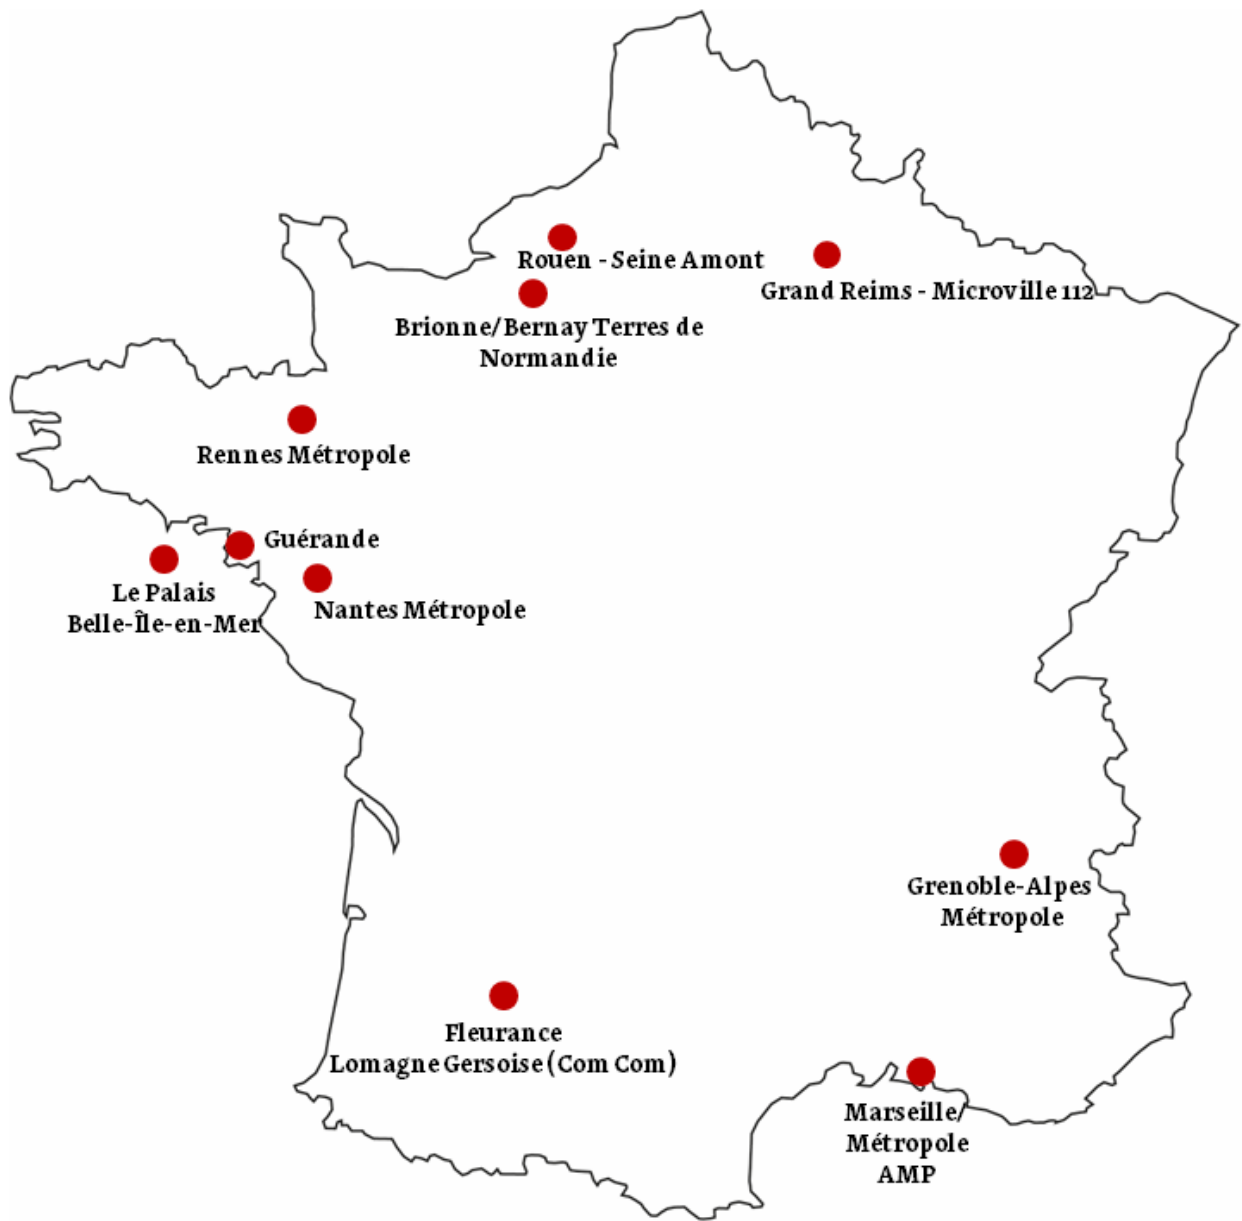 Rouen - Seine Amont
Grand Reims - Microville 112
Brionne/Bernay Terres de
Normandie
Rennes Métropole
Guérande
Le Palais
Belle-Île-en-Mer
Nantes Métropole
Grenoble-Alpes
Métropole
Fleurance
Lomagne Gersoise (Com Com)
Marseille/
Métropole
AMP